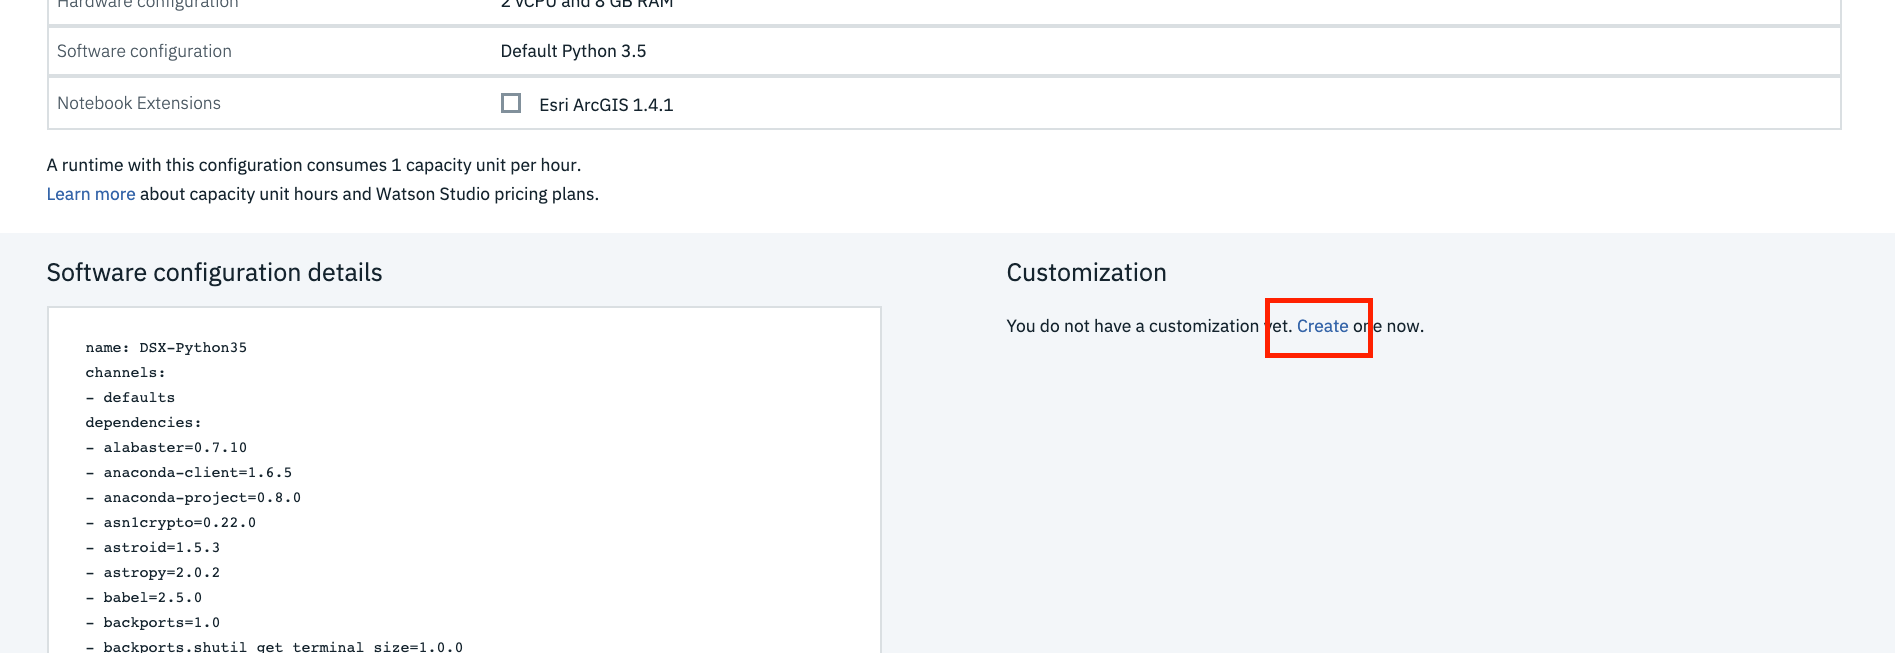 Hardware configuration 2 vCPU and 8 GB RAM
Software configuration Default Python 3.5
Notebook Extensions Esri ArcGIS 1.4.1
A runtime with this configuration consumes 1 capacity unit per hour.
Learn more about capacity unit hours and Watson Studio pricing plans.
Software configuration details
name: DSX-Python35
channels:
- defaults
dependencies:
- alabaster=0.7.10
- anaconda-client=1.6.5
- anaconda-project=0.8.0
- asn1crypto=0.22.0
- astroid=1.5.3
- astropy=2.0.2
- babel=2.5.0
- backports=1.0
- backports.shutil_get_terminal_size=1.0.0
Customization
You do not have a customization yet. Create one now.